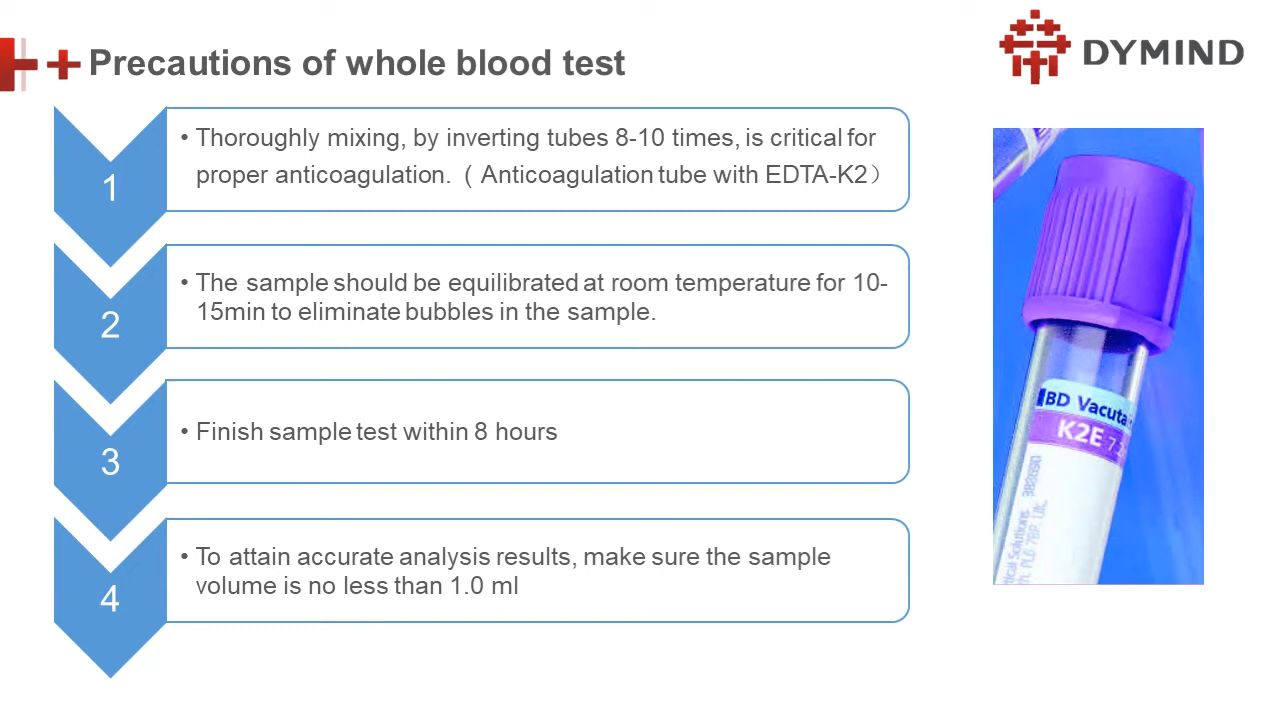 Precautions of whole blood test
DYMIND
1
• Thoroughly mixing, by inverting tubes 8-10 times, is critical for
proper anticoagulation.（ Anticoagulation tube with EDTA-K2）
2
• The sample should be equilibrated at room temperature for 10-
15min to eliminate bubbles in the sample.
3
• Finish sample test within 8 hours
4
• To attain accurate analysis results, make sure the sample
volume is no less than 1.0 ml
BD Vacuta
K2E 7.2